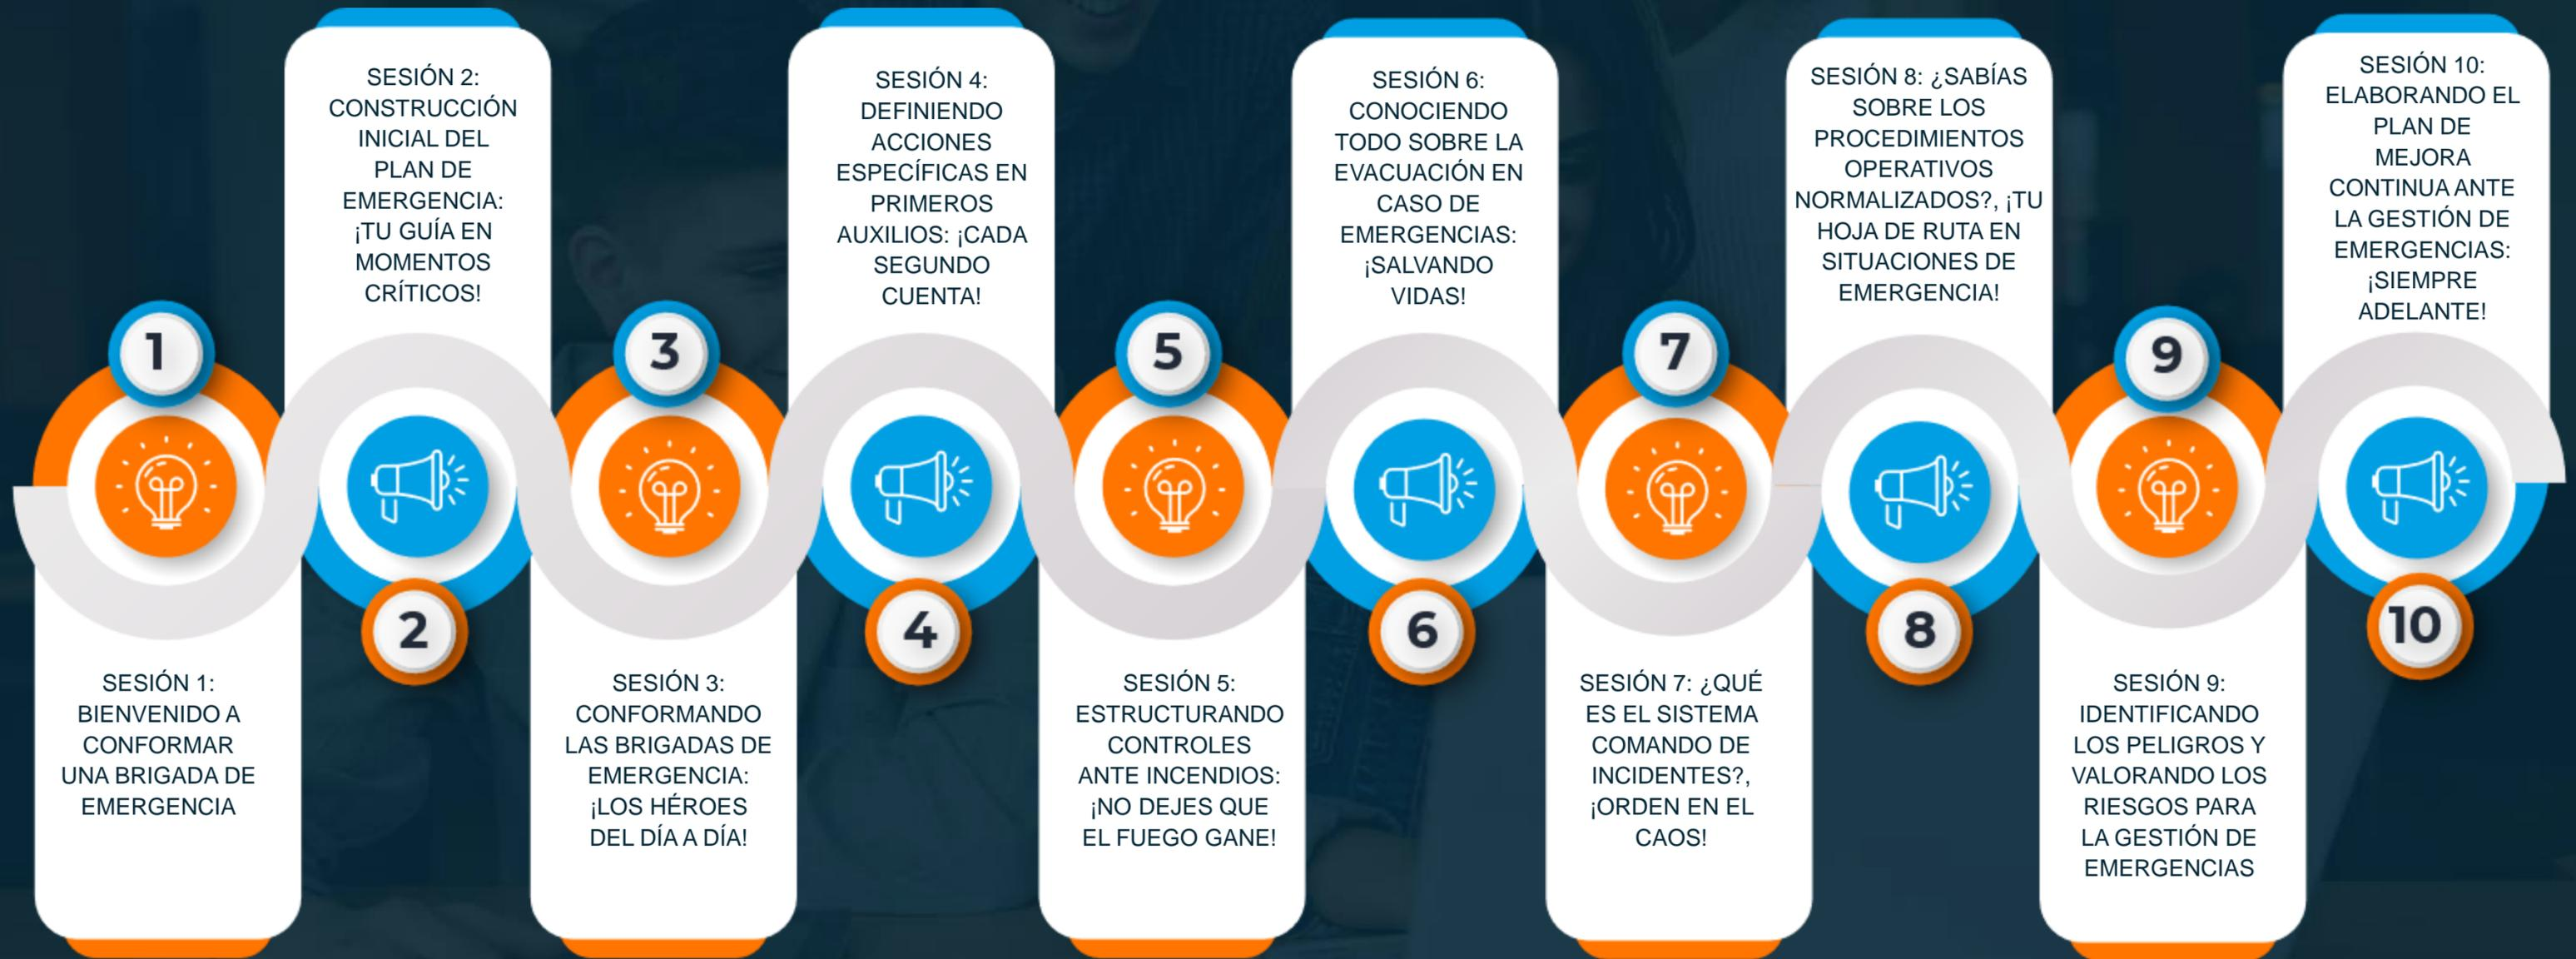 1
SESIÓN 1:
BIENVENIDO A
CONFORMAR
UNA BRIGADA DE
EMERGENCIA
SESIÓN 2:
CONSTRUCCIÓN
INICIAL DEL
PLAN DE
EMERGENCIA:
¡TU GUÍA EN
MOMENTOS
CRÍTICOS!
2
3
SESIÓN 3:
CONFORMANDO
LAS BRIGADAS DE
EMERGENCIA:
¡LOS HÉROES
DEL DÍA A DÍA!
SESIÓN 4:
DEFINIENDO
ACCIONES
ESPECÍFICAS EN
PRIMEROS
AUXILIOS: ¡CADA
SEGUNDO
CUENTA!
4
5
SESIÓN 5:
ESTRUCTURANDO
CONTROLES
ANTE INCENDIOS:
¡NO DEJES QUE
EL FUEGO GANE!
SESIÓN 6:
CONOCIENDO
TODO SOBRE LA
EVACUACIÓN EN
CASO DE
EMERGENCIAS:
¡SALVANDO
VIDAS!
6
7
SESIÓN 7: ¿QUÉ
ES EL SISTEMA
COMANDO DE
INCIDENTES?,
¡ORDEN EN EL
CAOS!
SESIÓN 8: ¿SABÍAS
SOBRE LOS
PROCEDIMIENTOS
OPERATIVOS
NORMALIZADOS?, ¡TU
HOJA DE RUTA EN
SITUACIONES DE
EMERGENCIA!
8
9
SESIÓN 9:
IDENTIFICANDO
LOS PELIGROS Y
VALORANDO LOS
RIESGOS PARA
LA GESTIÓN DE
EMERGENCIAS
SESIÓN 10:
ELABORANDO EL
PLAN DE
MEJORA
CONTINUA ANTE
LA GESTIÓN DE
EMERGENCIAS:
¡SIEMPRE
ADELANTE!
10